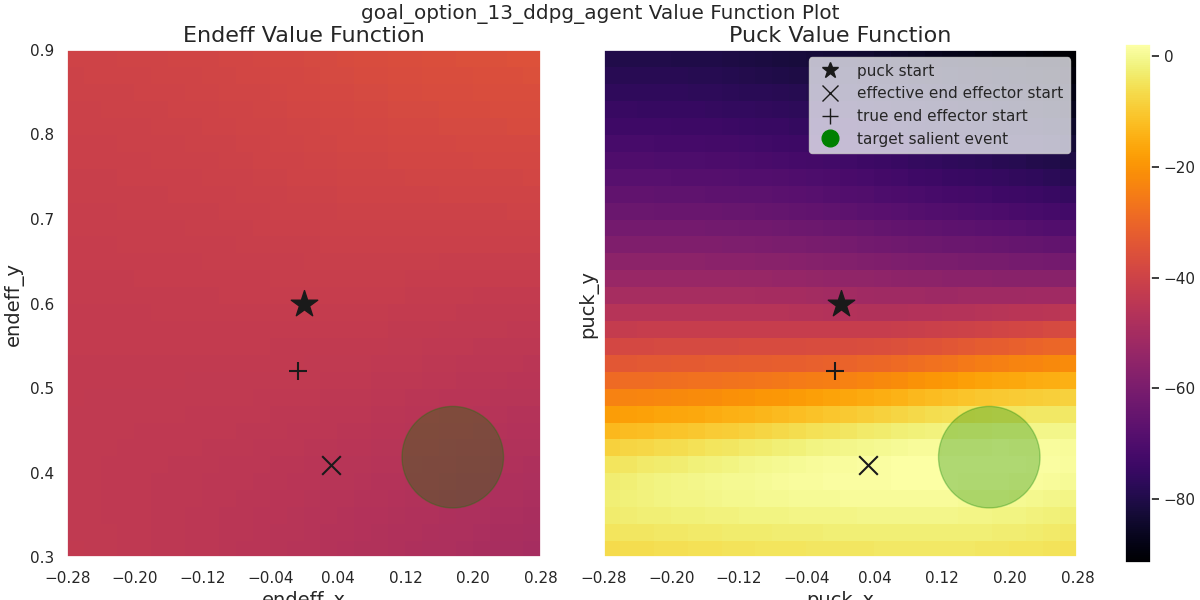 goal_option_13_ddpg_agent Value Function Plot
Endeff Value Function
Puck Value Function
0.9
0.8
0.7
0.6
0.5
0.4
0.3
endeff_y
−0.28 −0.20 −0.12 −0.04 0.04 0.12 0.20 0.28
endeff_x
puck start
effective end effector start
true end effector start
target salient event
puck_y
−0.28 −0.20 −0.12 −0.04 0.04 0.12 0.20 0.28
puck_x
0
−20
−40
−60
−80